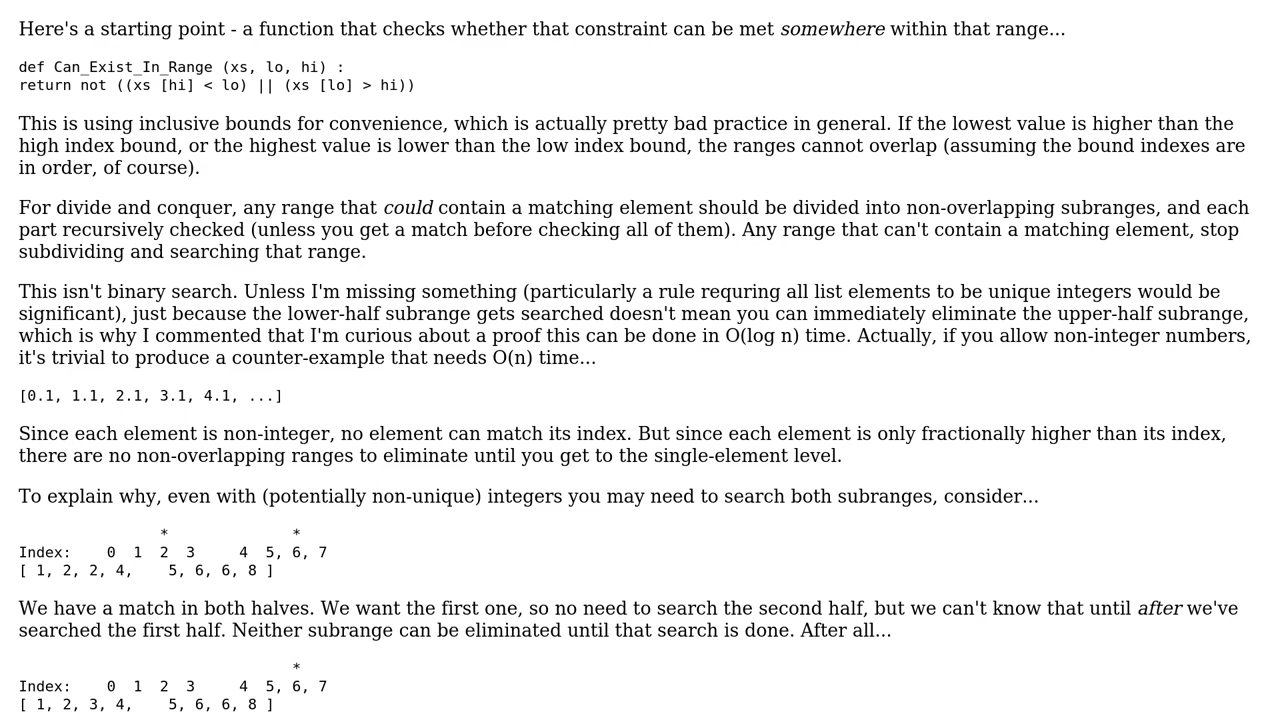 Here's a starting point - a function that checks whether that constraint can be met somewhere within that range...
def Can_Exist_In_Range (xs, lo, hi) :
return not ((xs [hi] < lo) || (xs [lo] > hi))
This is using inclusive bounds for convenience, which is actually pretty bad practice in general. If the lowest value is higher than the
high index bound, or the highest value is lower than the low index bound, the ranges cannot overlap (assuming the bound indexes are
in order, of course).
For divide and conquer, any range that could contain a matching element should be divided into non-overlapping subranges, and each
part recursively checked (unless you get a match before checking all of them). Any range that can't contain a matching element, stop
subdividing and searching that range.
This isn't binary search. Unless I'm missing something (particularly a rule requring all list elements to be unique integers would be
significant), just because the lower-half subrange gets searched doesn't mean you can immediately eliminate the upper-half subrange,
which is why I commented that I'm curious about a proof this can be done in O(log n) time. Actually, if you allow non-integer numbers,
it's trivial to produce a counter-example that needs O(n) time...
[0.1, 1.1, 2.1, 3.1, 4.1, ...]
Since each element is non-integer, no element can match its index. But since each element is only fractionally higher than its index,
there are no non-overlapping ranges to eliminate until you get to the single-element level.
To explain why, even with (potentially non-unique) integers you may need to search both subranges, consider...
* *
Index: 0 1 2 3 4 5, 6, 7
[ 1, 2, 2, 4, 5, 6, 6, 8 ]
We have a match in both halves. We want the first one, so no need to search the second half, but we can't know that until after we've
searched the first half. Neither subrange can be eliminated until that search is done. After all...
*
Index: 0 1 2 3 4 5, 6, 7
[ 1, 2, 3, 4, 5, 6, 6, 8 ]